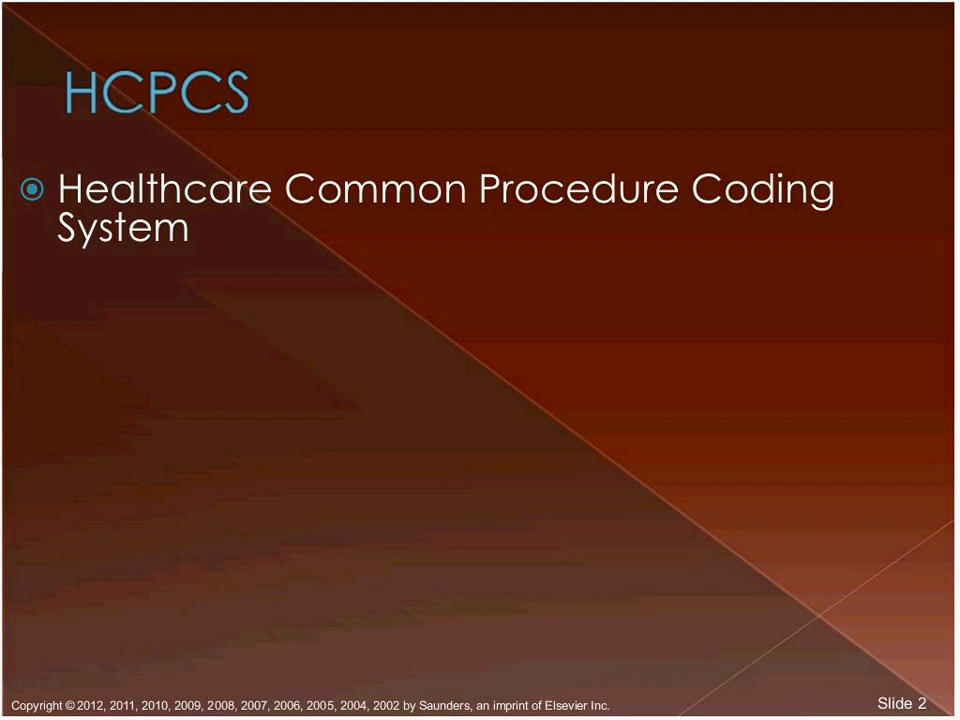 HCPCS
Healthcare Common Procedure Coding
System
Copyright © 2012, 2011, 2010, 2009, 2008, 2007, 2006, 2005, 2004, 2002 by Saunders, an imprint of Elsevier Inc.
Slide 2